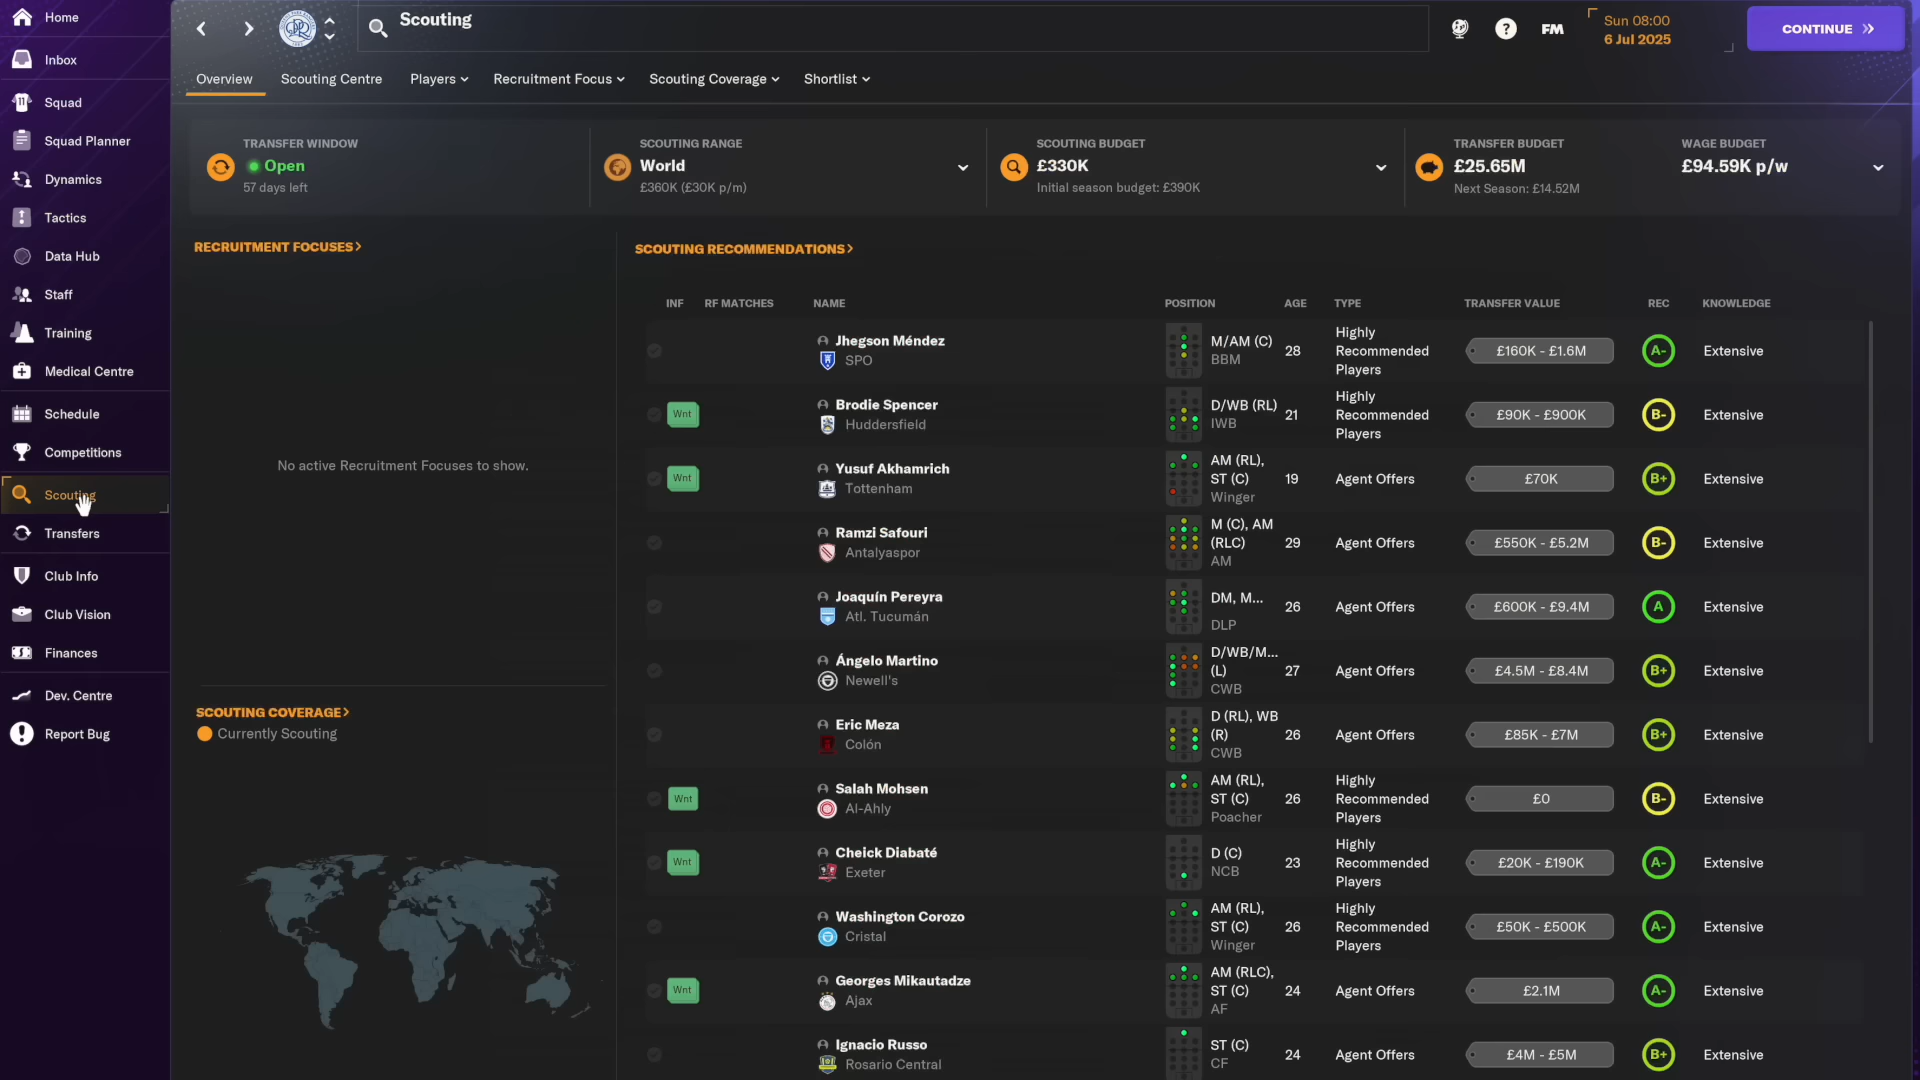 Home
Inbox
Squad
Squad Planner
Dynamics
Tactics
Data Hub
Staff
Training
Medical Centre
Schedule
Competitions
Scouting
Transfers
Club Info
Club Vision
Finances
Dev. Centre
Report Bug
Scouting
FM
Sun 08:00
6 Jul 2025
CONTINUE
Overview
Scouting Centre
Players
Recruitment Focus
Scouting Coverage
Shortlist
TRANSFER WINDOW
Open
57 days left
SCOUTING RANGE
World
£360K (£30K p/m)
SCOUTING BUDGET
£330K
Initial season budget: £390K
TRANSFER BUDGET
£25.65M
Next Season: £14.52M
WAGE BUDGET
£94.59K p/w
RECRUITMENT FOCUSES>
No active Recruitment Focuses to show.
SCOUTING COVERAGE>
Currently Scouting
SCOUTING RECOMMENDATIONS>
INF RF MATCHES NAME POSITION AGE TYPE TRANSFER VALUE REC KNOWLEDGE
Jhegson Méndez
SPO
M/AM (C)
BBM
28
Highly
Recommended
Players
£160K - £1.6M
A-
Extensive
Wnt
Brodie Spencer
Huddersfield
D/WB (RL)
IWB
21
Highly
Recommended
Players
£90K - £900K
B-
Extensive
Wnt
Yusuf Akhamrich
Tottenham
AM (RL),
ST (C)
Winger
19
Agent Offers
£70K
B+
Extensive
Ramzi Safouri
Antalyaspor
M (C), AM
(RLC)
AM
29
Agent Offers
£550K - £5.2M
B-
Extensive
Joaquín Pereyra
Atl. Tucumán
DM, M...
DLP
26
Agent Offers
£600K - £9.4M
A
Extensive
Ángelo Martino
Newell's
D/WB/M...
(L)
CWB
27
Agent Offers
£4.5M - £8.4M
B+
Extensive
Eric Meza
Colón
D (RL), WB
(R)
CWB
26
Agent Offers
£85K - £7M
B+
Extensive
Wnt
Salah Mohsen
Al-Ahly
AM (RL),
ST (C)
Poacher
26
Highly
Recommended
Players
£0
B-
Extensive
Wnt
Cheick Diabaté
Exeter
D (C)
NCB
23
Highly
Recommended
Players
£20K - £190K
A-
Extensive
Washington Corozo
Cristal
AM (RL),
ST (C)
Winger
26
Highly
Recommended
Players
£50K - £500K
A-
Extensive
Wnt
Georges Mikautadze
Ajax
AM (RLC),
ST (C)
AF
24
Agent Offers
£2.1M
A-
Extensive
Ignacio Russo
Rosario Central
ST (C)
CF
24
Agent Offers
£4M - £5M
B+
Extensive